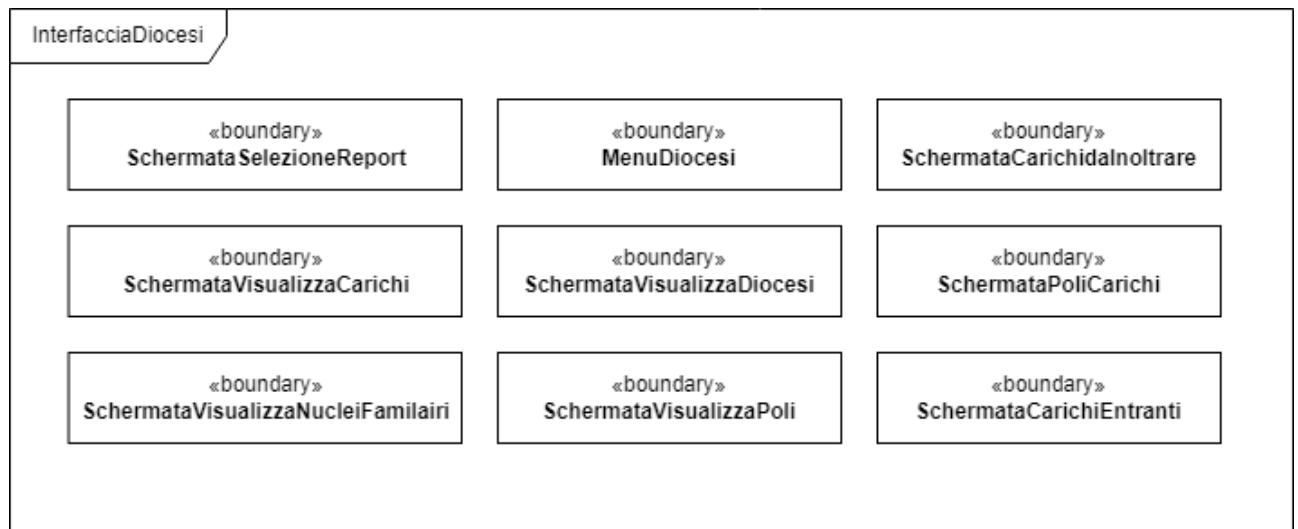 InterfacciaDiocesi
«boundary»
SchermataSelezioneReport
«boundary»
MenuDiocesi
«boundary»
SchermataCarichidaInoltrare
«boundary»
SchermataVisualizzaCarichi
«boundary»
SchermataVisualizzaDiocesi
«boundary»
SchermataPoliCarichi
«boundary»
SchermataVisualizzaNucleiFamilairi
«boundary»
SchermataVisualizzaPoli
«boundary»
SchermataCarichiEntranti